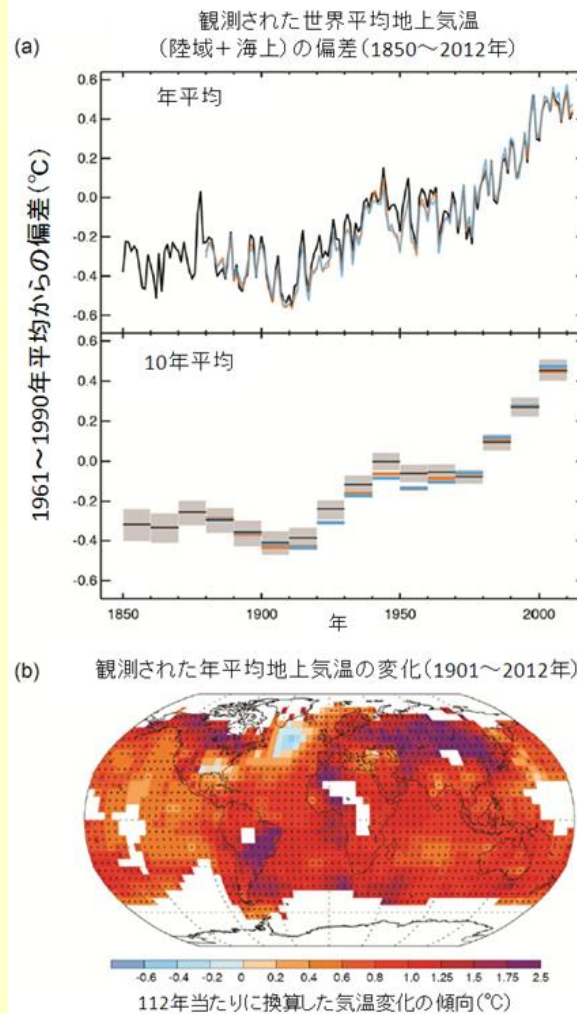 観測された世界平均地上気温
(陸域+海上)の偏差(1850～2012年)
(a)
年平均
0.6
0.4
0.2
0.0
-0.2
-0.4
-0.6
10年平均
0.6
0.4
0.2
0.0
-0.2
-0.4
-0.6
1961～1990年平均からの偏差(℃)
1850 1900 1950 2000
年
(b) 観測された年平均地上気温の変化(1901～2012年)
-0.6 -0.4 -0.2 0 0.2 0.4 0.6 0.8 1.0 1.25 1.5 1.75 2.5
112年当たりに換算した気温変化の傾向(℃)